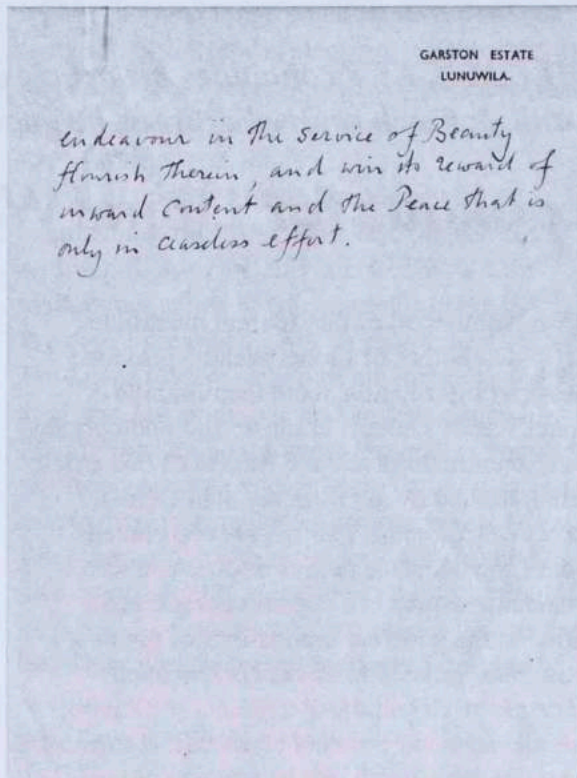 GARSTON ESTATE
LUNUWILA.
endeavour in the service of Beauty
flourish therein, and win its reward of
inward content and the Peace that is
only in ceaseless effort.